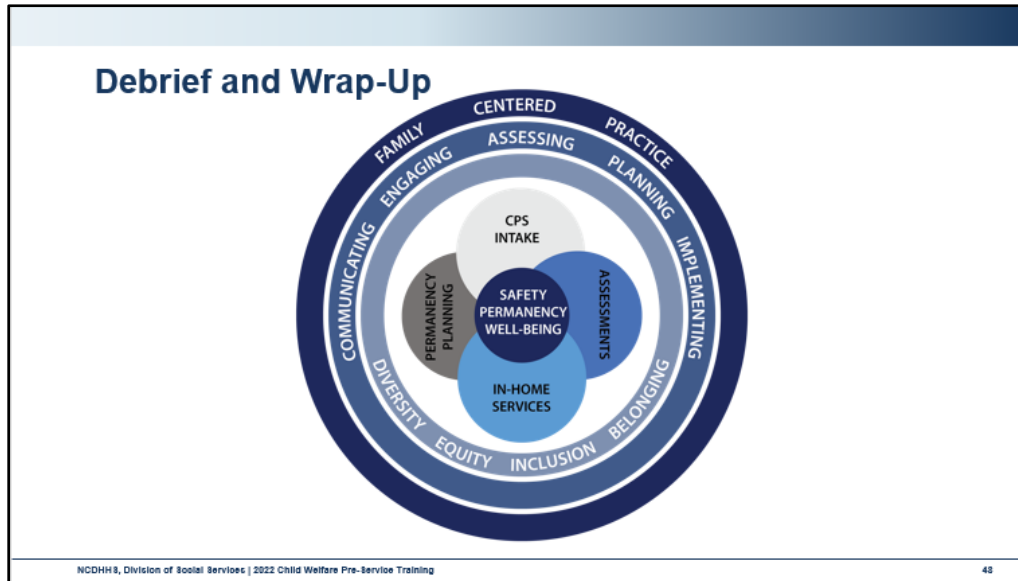 Debrief and Wrap-Up
FAMILY CENTERED PRACTICE
COMMUNICATING ENGAGING ASSESSING PLANNING IMPLEMENTING
DIVERSITY EQUITY INCLUSION BELONGING
CPS
INTAKE
PERMANENCY
PLANNING
SAFETY
PERMANENCY
WELL-BEING
ASSESSMENTS
IN-HOME
SERVICES
NCDHHS, Division of Social Services | 2022 Child Welfare Pre-Service Training
48